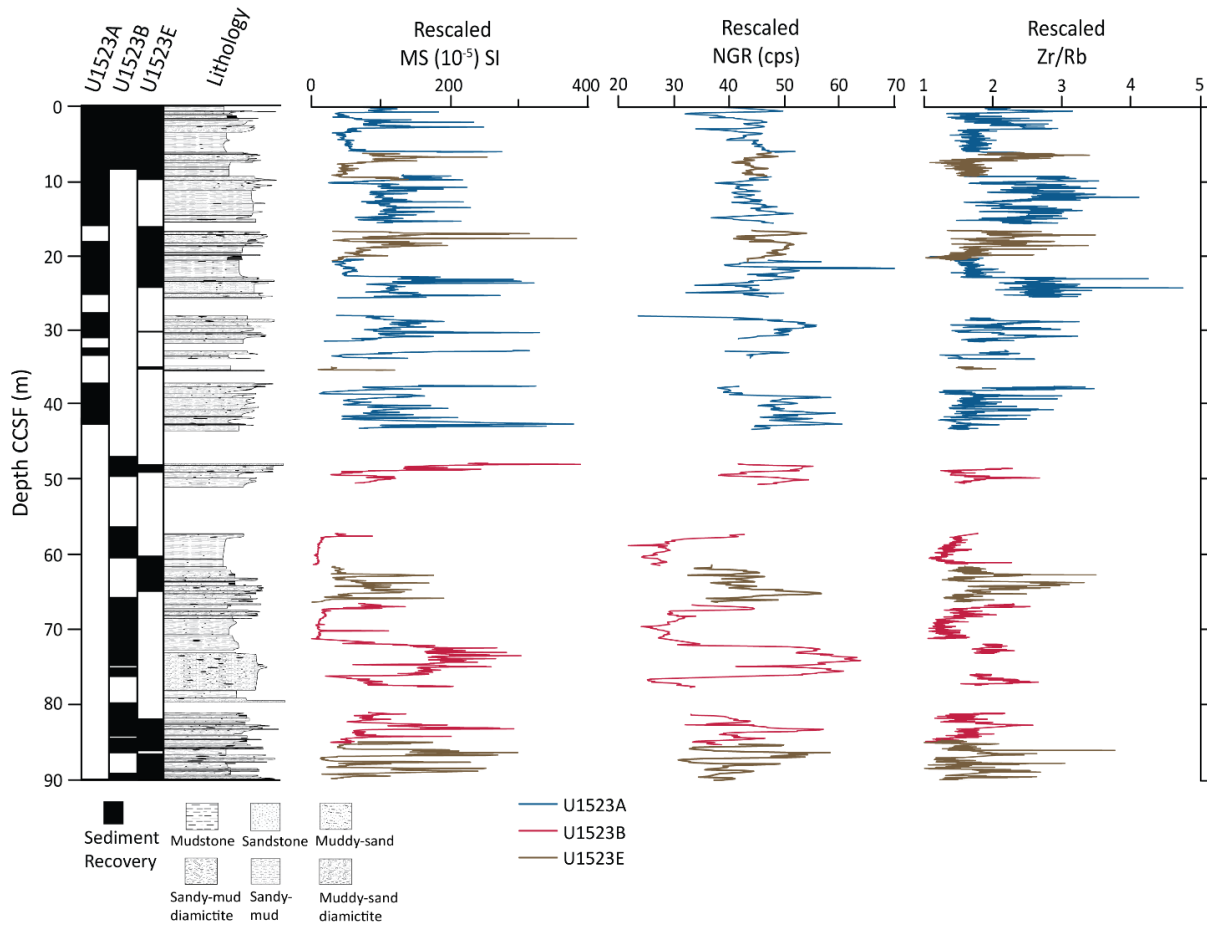 U1523A
U1523B
U1523E
Lithology
Rescaled
MS (10⁻⁵) SI
Rescaled
NGR (cps)
Rescaled
Zr/Rb
0 200 400
20 30 40 50 60 70
1 2 3 4 5
Depth CCSF (m)
0
10
20
30
40
50
60
70
80
90
Sediment
Recovery
Mudstone
Sandstone
Muddy-sand
Sandy-mud
diamictite
Sandy-
mud
Muddy-sand
diamictite
U1523A
U1523B
U1523E